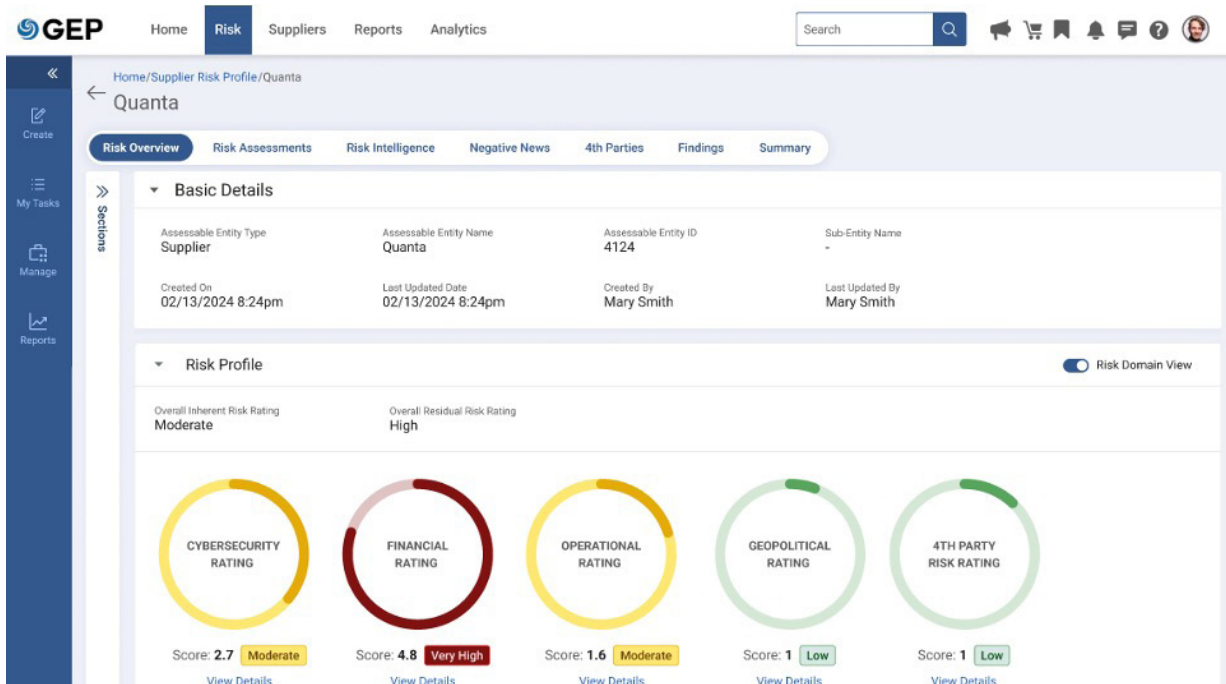 GEP
Home Risk Suppliers Reports Analytics
Search
Create
My Tasks
Manage
Reports
Home/Supplier Risk Profile/Quanta
Quanta
Risk Overview Risk Assessments Risk Intelligence Negative News 4th Parties Findings Summary
Sections
Basic Details
Assessable Entity Type Assessable Entity Name Assessable Entity ID Sub-Entity Name
Supplier Quanta 4124 -
Created On Last Updated Date Created By Last Updated By
02/13/2024 8:24pm 02/13/2024 8:24pm Mary Smith Mary Smith
Risk Profile Risk Domain View
Overall Inherent Risk Rating Overall Residual Risk Rating
Moderate High
CYBERSECURITY FINANCIAL OPERATIONAL GEOPOLITICAL 4TH PARTY
RATING RATING RATING RATING RISK RATING
Score: 2.7 Moderate Score: 4.8 Very High Score: 1.6 Moderate Score: 1 Low Score: 1 Low
View Details View Details View Details View Details View Details